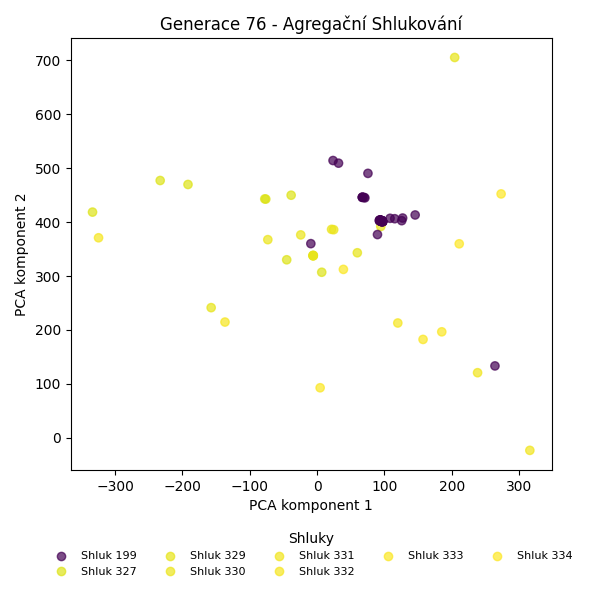 Generace 76 - Agregační Shlukování
700
600
500
400
300
200
100
0
PCA komponent 2
−300 −200 −100 0 100 200 300
PCA komponent 1
Shluky
Shluk 199 Shluk 329 Shluk 331 Shluk 333 Shluk 334
Shluk 327 Shluk 330 Shluk 332